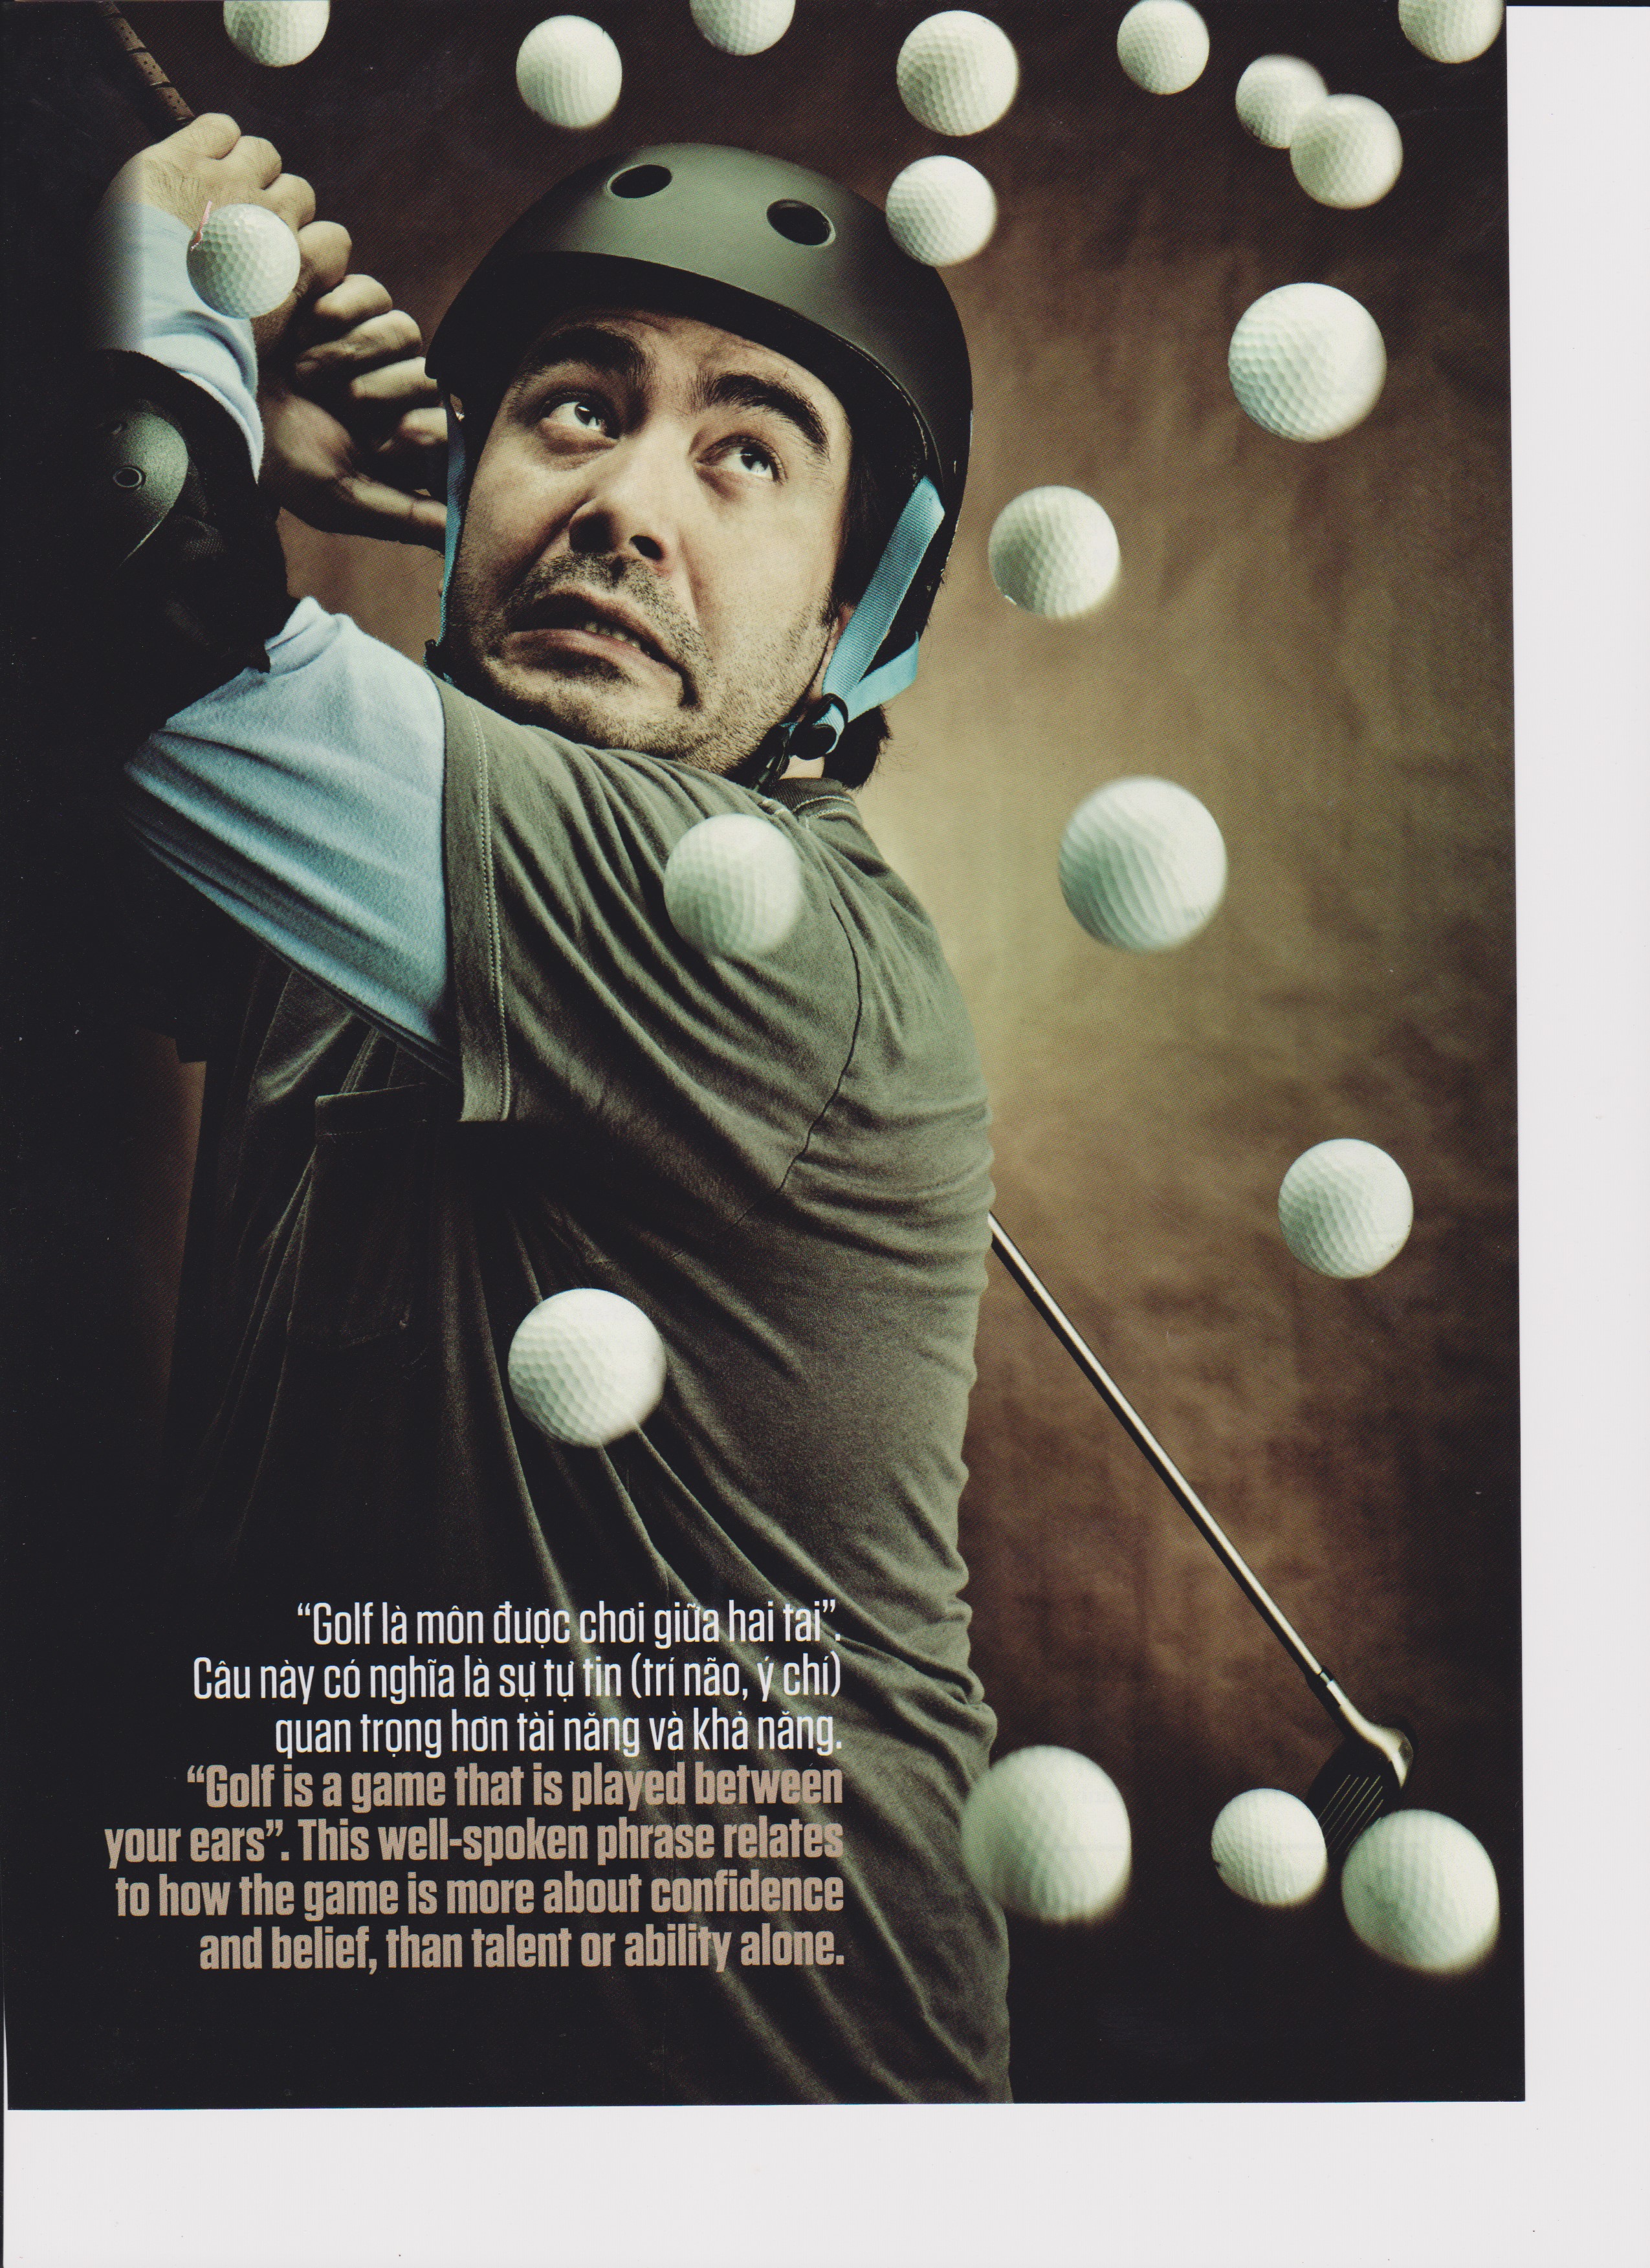 “Golf là môn được chơi giữa hai tai”.
Câu này có nghĩa là sự tự tin (trí não, ý chí)
quan trọng hơn tài năng và khả năng.
“Golf is a game that is played between
your ears”. This well-spoken phrase relates
to how the game is more about confidence
and belief, than talent or ability alone.